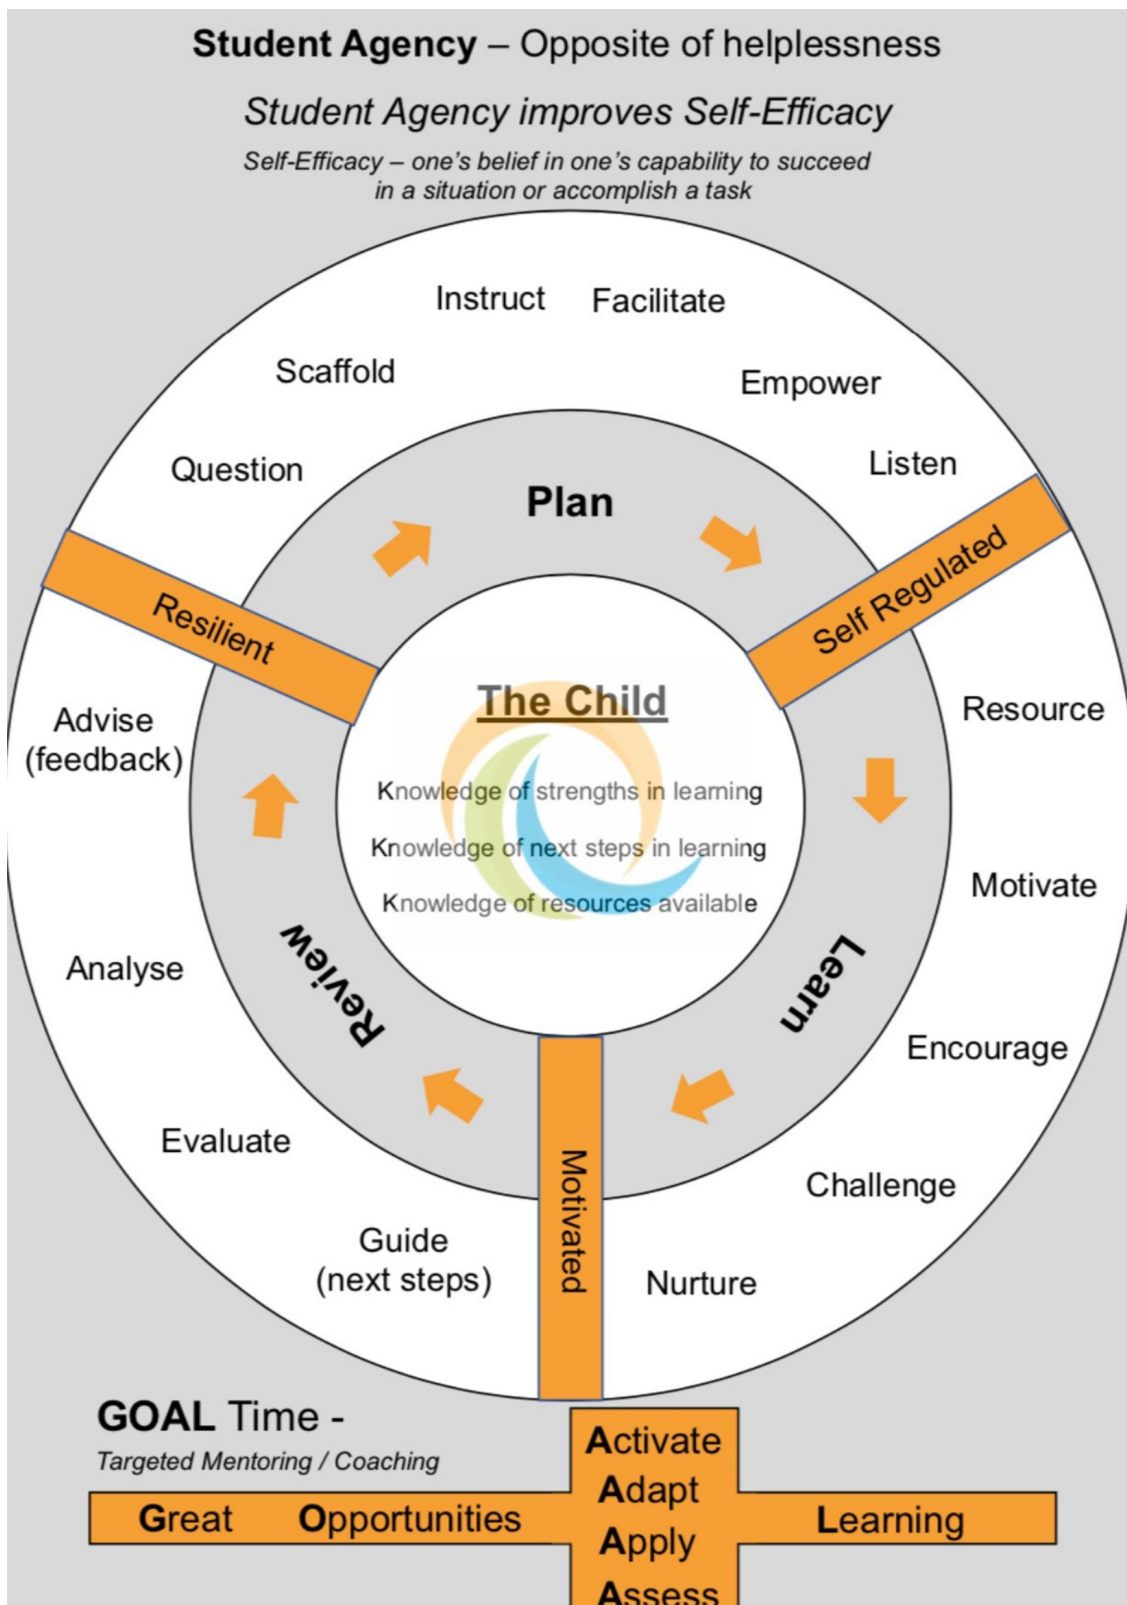 Student Agency – Opposite of helplessness
Student Agency improves Self-Efficacy
Self-Efficacy – one's belief in one's capability to succeed
in a situation or accomplish a task
Instruct
Facilitate
Scaffold
Empower
Question
Listen
Plan
Resilient
Self Regulated
The Child
Knowledge of strengths in learning
Knowledge of next steps in learning
Knowledge of resources available
Resource
Motivate
Encourage
Challenge
Nurture
Learn
Motivated
Review
Guide
(next steps)
Evaluate
Analyse
Advise
(feedback)
GOAL Time -
Targeted Mentoring / Coaching
Great
Opportunities
Activate
Adapt
Apply
Assess
Learning